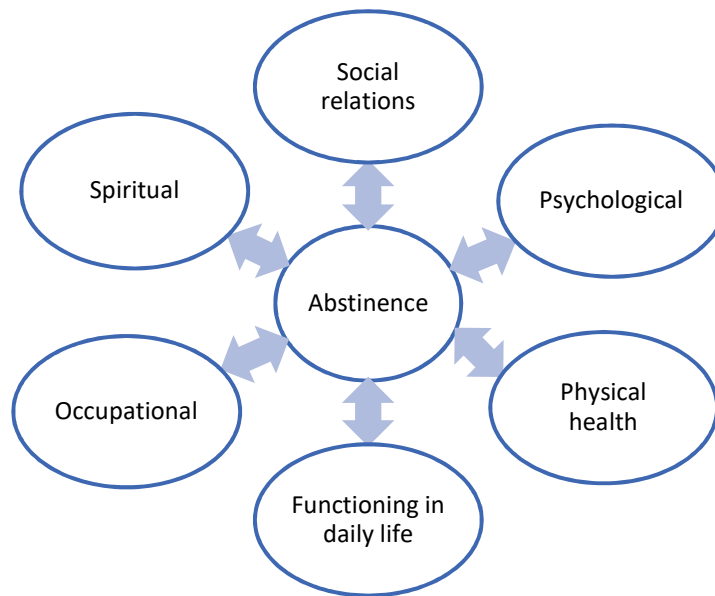 Social
relations
Spiritual
Psychological
Abstinence
Occupational
Physical
health
Functioning in
daily life